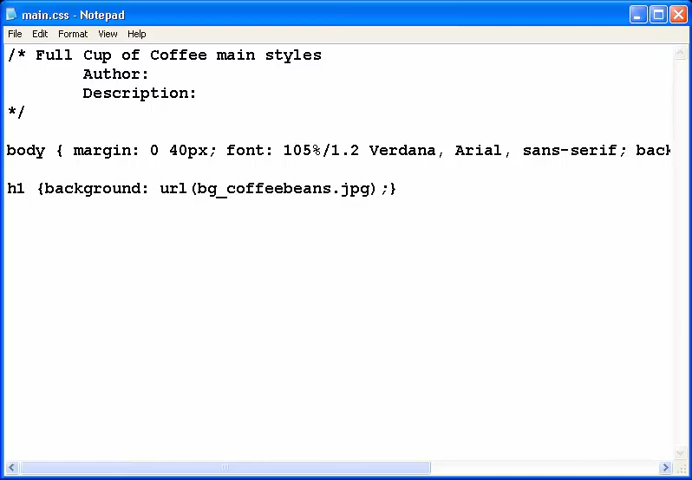 main.css - Notepad
File Edit Format View Help
/* Full Cup of Coffee main styles
Author:
Description:
*/
body { margin: 0 40px; font: 105%/1.2 Verdana, Arial, sans-serif; back
h1 {background: url(bg_coffeebeans.jpg);}